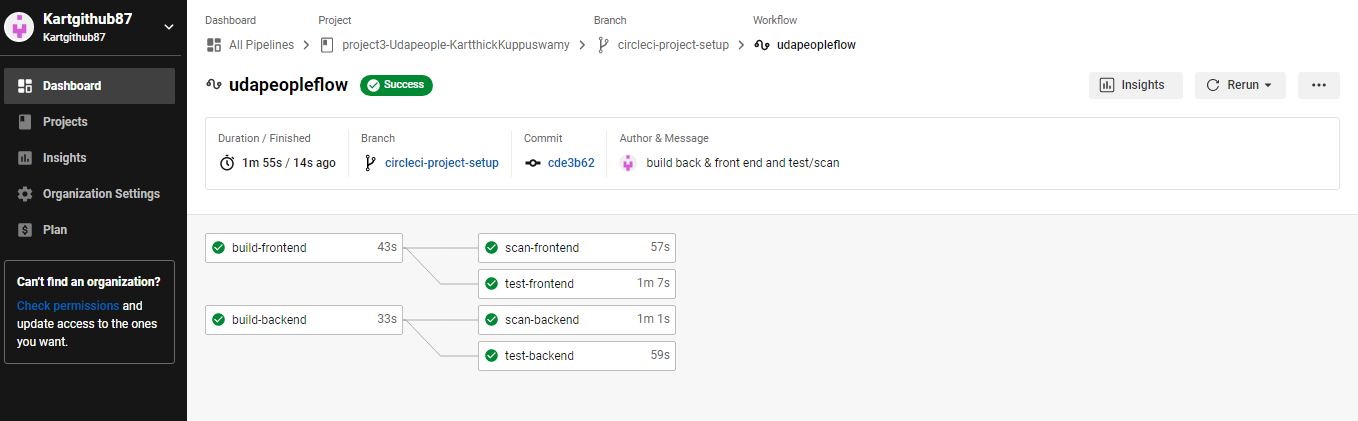 Kartgithub87
Kartgithub87
Dashboard
Projects
Insights
Organization Settings
Plan
Can't find an organization?
Check permissions and
update access to the ones
you want.
Dashboard Project Branch Workflow
All Pipelines project3-Udapeople-KartthickKuppuswamy circleci-project-setup udapeopleflow
udapeopleflow Success Insights Rerun
Duration / Finished Branch Commit Author & Message
1m 55s / 14s ago circleci-project-setup cde3b62 build back & front end and test/scan
build-frontend 43s scan-frontend 57s
test-frontend 1m 7s
build-backend 33s scan-backend 1m 1s
test-backend 59s